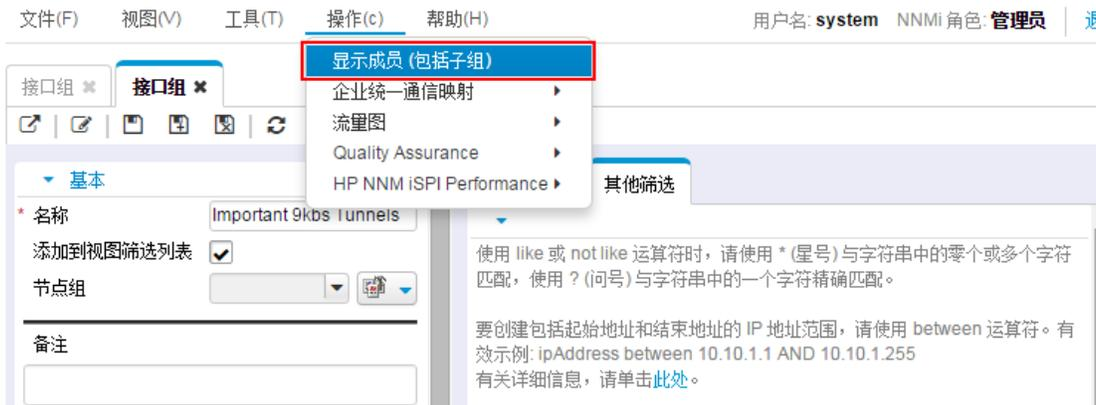 文件(F) 视图(V) 工具(T) 操作(c) 帮助(H) 用户名: system NNMi 角色: 管理员
显示成员 (包括子组)
接口组 接口组
企业统一通信映射
流量图
Quality Assurance
HP NNM iSPI Performance
基本
其他筛选
* 名称 Important 9kbs Tunnels
添加到视图筛选列表
节点组
备注
使用 like 或 not like 运算符时，请使用 * (星号) 与字符串中的零个或多个字符
匹配，使用 ? (问号) 与字符串中的一个字符精确匹配。
要创建包括起始地址和结束地址的 IP 地址范围，请使用 between 运算符。有
效示例: ipAddress between 10.10.1.1 AND 10.10.1.255
有关详细信息，请单击此处。